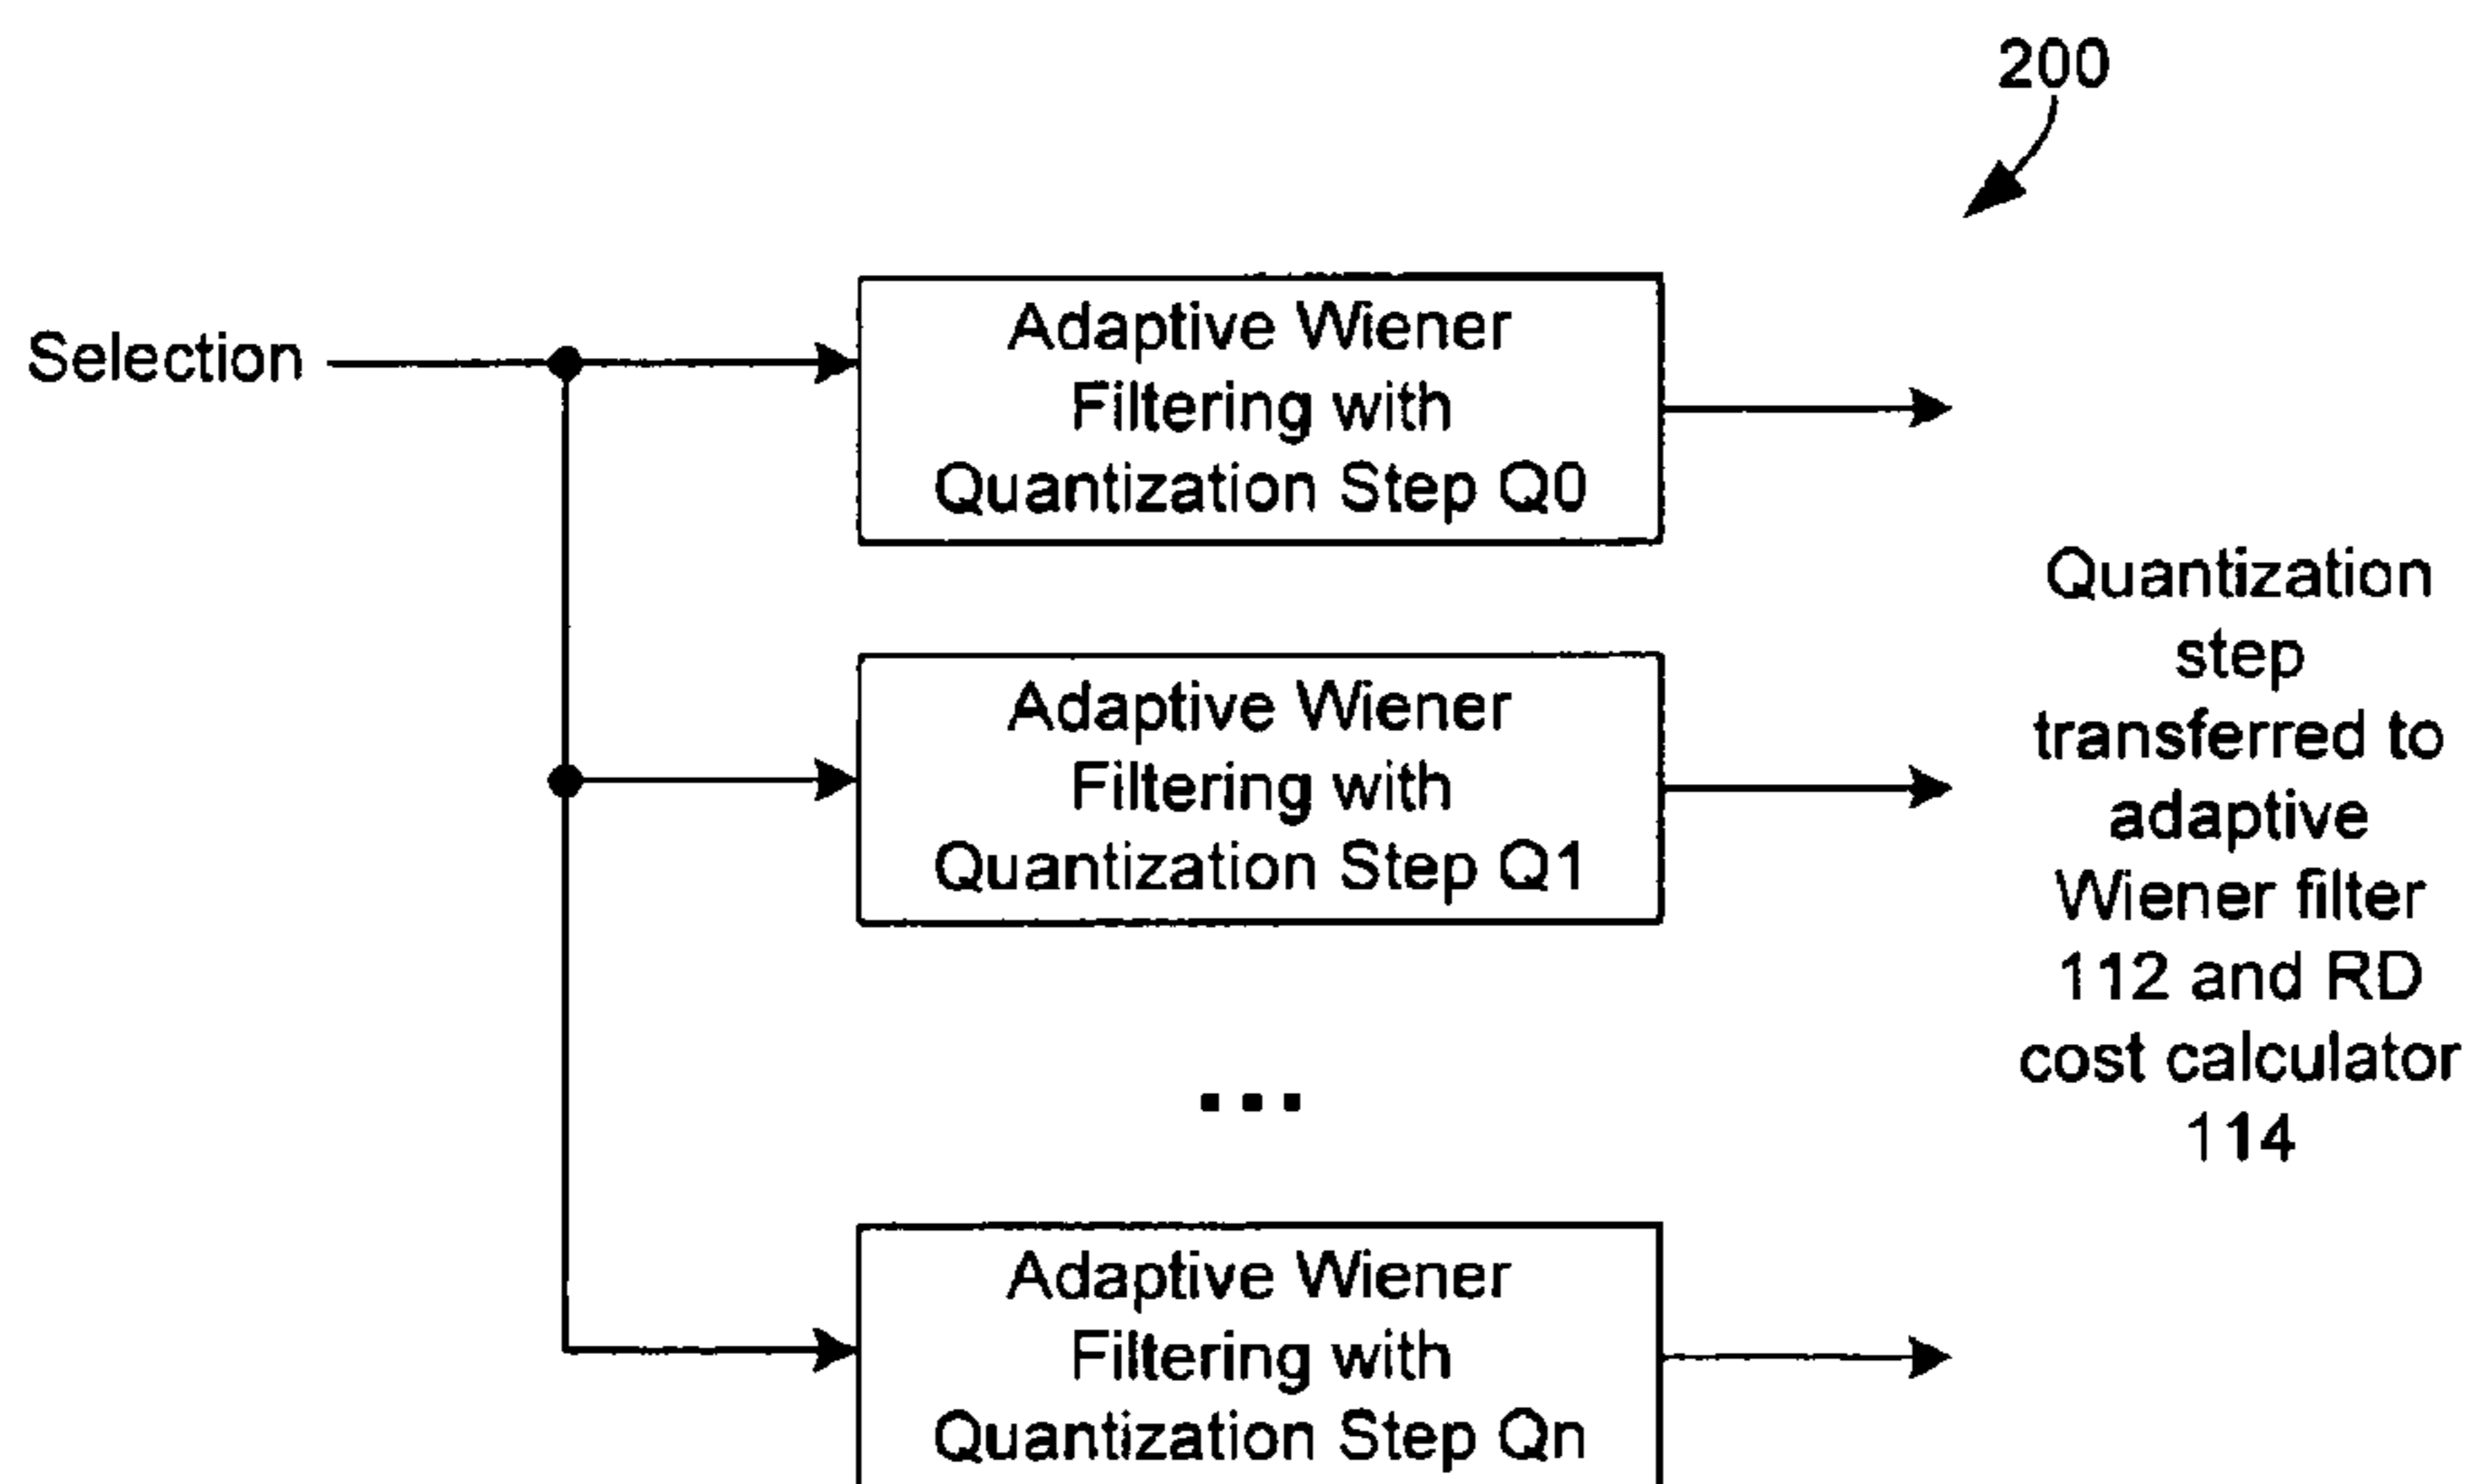 200
Selection
Adaptive Wiener
Filtering with
Quantization Step Q0
Adaptive Wiener
Filtering with
Quantization Step Q1
...
Adaptive Wiener
Filtering with
Quantization Step Qn
Quantization
step
transferred to
adaptive
Wiener filter
112 and RD
cost calculator
114